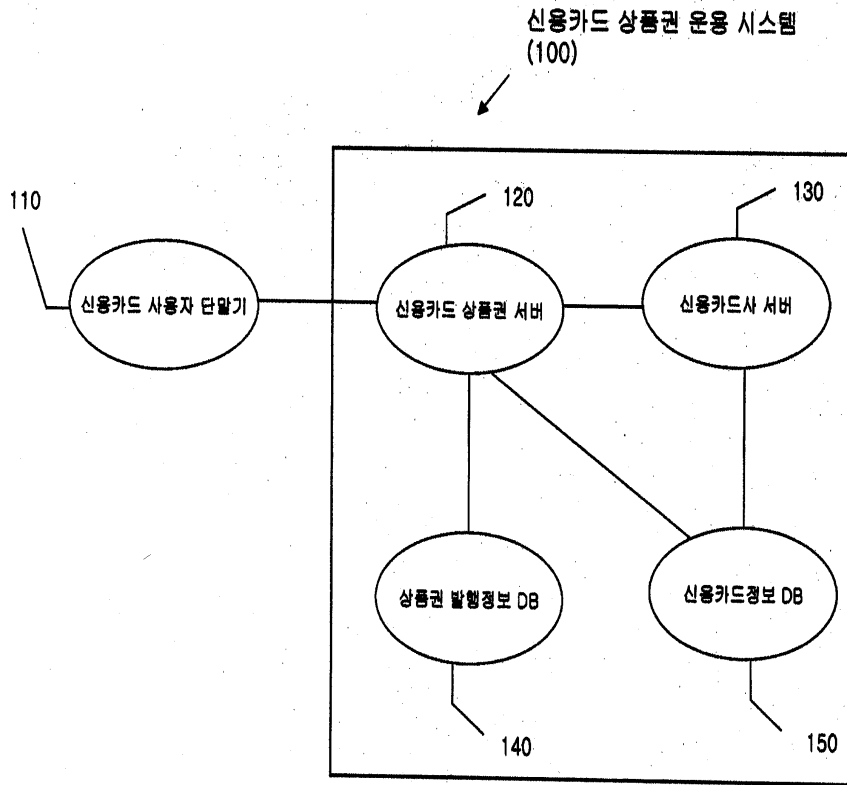 신용카드 상품권 운용 시스템
(100)
110
120
130
신용카드 사용자 단말기
신용카드 상품권 서버
신용카드사 서버
상품권 발행정보 DB
신용카드정보 DB
140
150